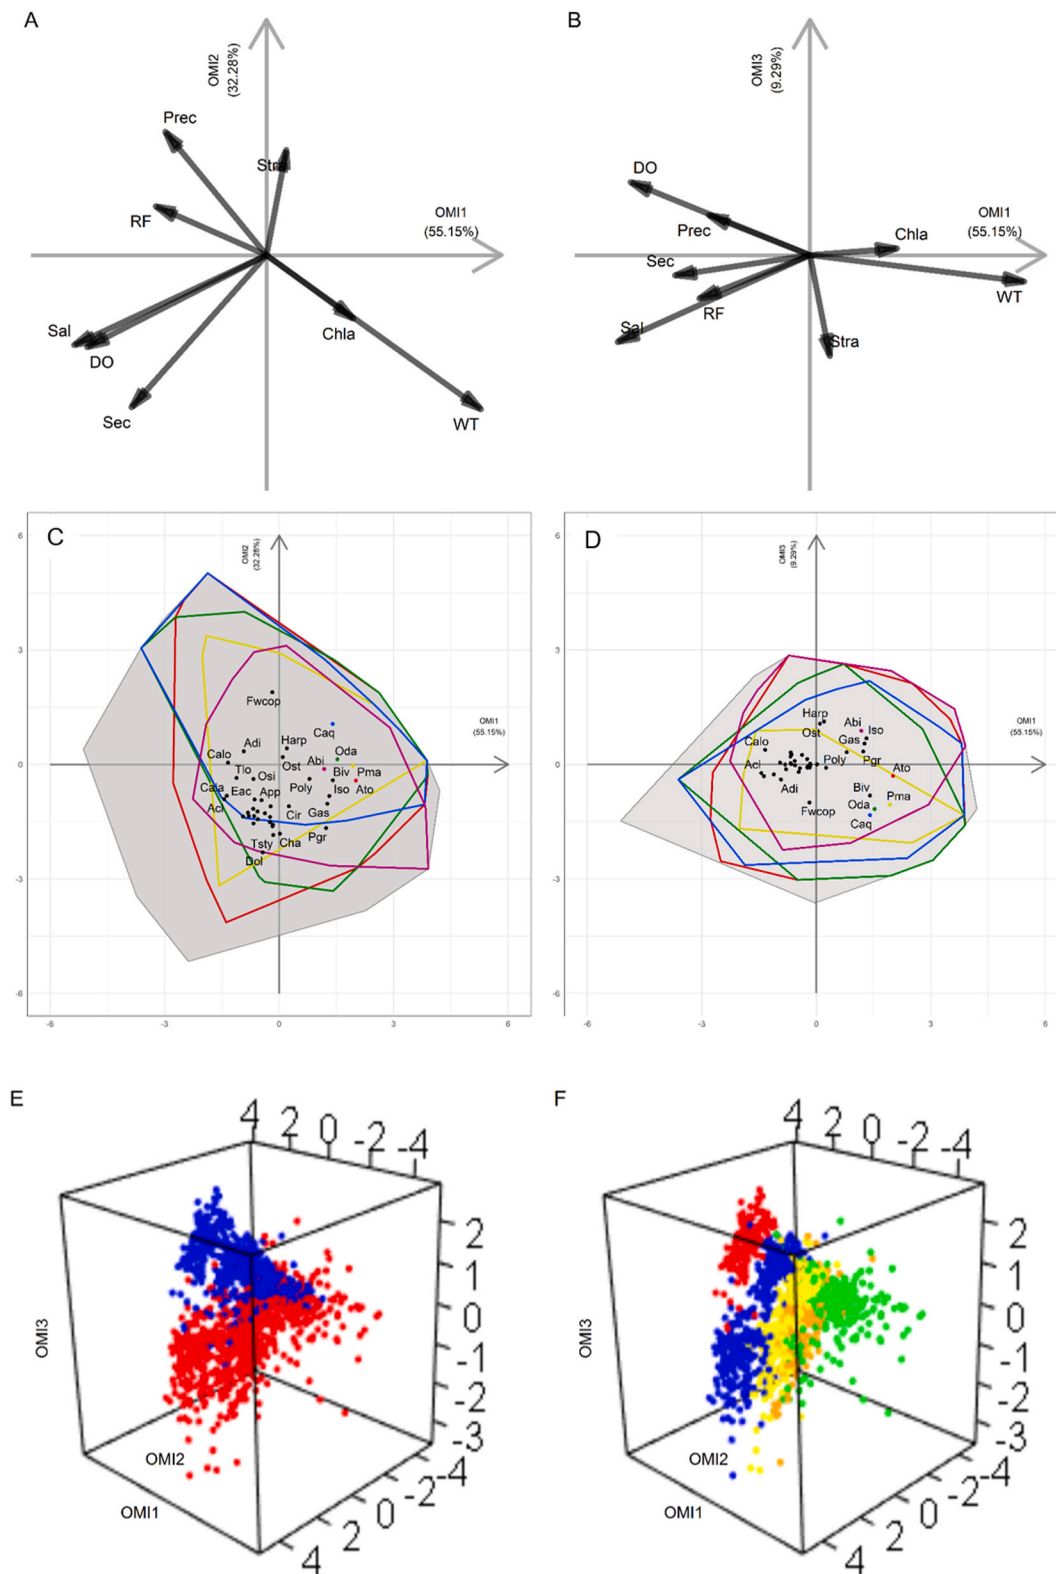 A
OMI2
(32.28%)
Prec
Stra
RF
OMI1
(55.15%)
Sal
DO
Chla
Sec
WT
B
OMI3
(9.29%)
DO
Prec
OMI1
(55.15%)
Chla
Sec
WT
RF
Sal
Stra
C
OMI2
(32.28%)
6
3
0
-3
-6
Fwcop
Caq
OMI1
(55.15%)
Adi
Harp
Oda
Calo
Ost
Abi
Tio
Osi
Biv
Pma
Cala
Eac
App
Poly
Iso
Ato
Acl
Cir
Gas
Tsty
Cha
Pgr
Dol
-6
-3
0
3
6
D
OMI3
(9.29%)
6
3
0
-3
-6
Harp
Abi
OMI1
(55.15%)
Ost
Iso
Calo
Gas
Pgr
Acl
Poly
Ato
Adi
Biv
Pma
Fwcop
Oda
Caq
-6
-3
0
3
6
E
4 2 0 -2 -4
OMI3
2
1
0
-1
-2
-3
OMI2
OMI1
4 2 0 -2 -4
F
4 2 0 -2 -4
OMI3
2
1
0
-1
-2
-3
OMI2
OMI1
4 2 0 -2 -4